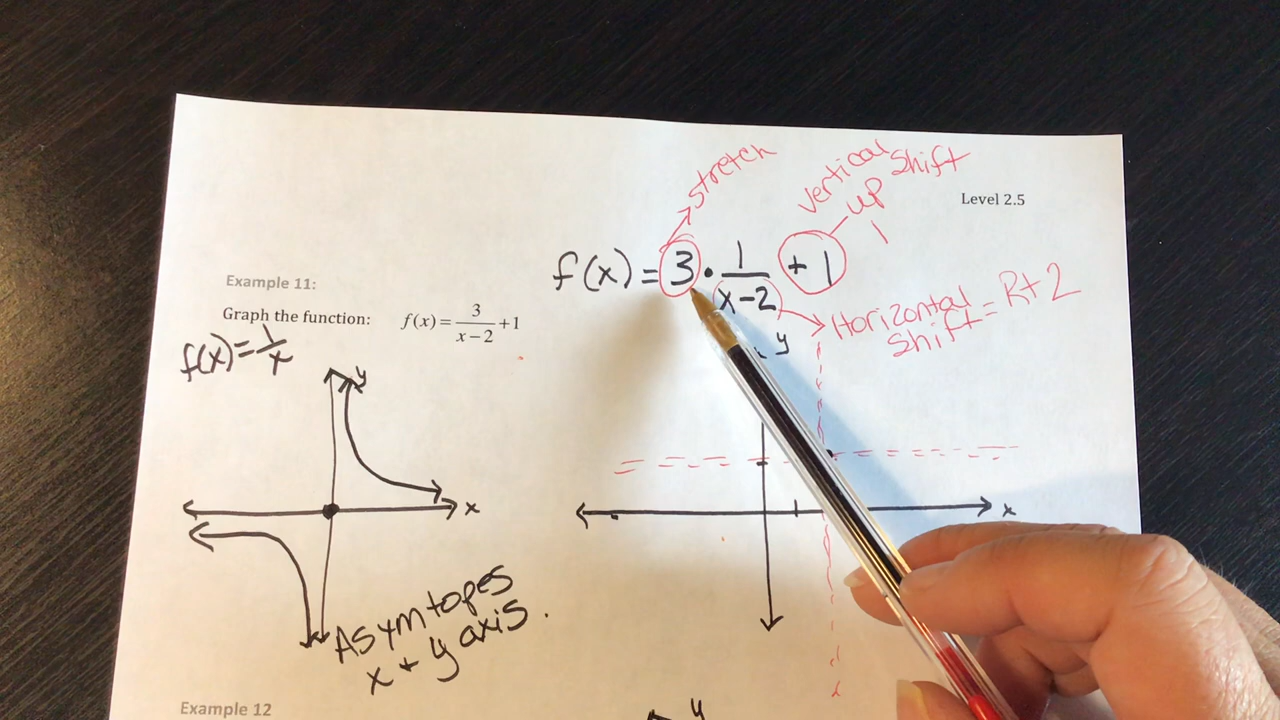 stretch
vertical shift
up
1
Level 2.5
f(x) = 3 • 1/(x-2) + 1
Horizontal shift = Rt 2
Example 11:
Graph the function: f(x) = 3/(x-2) + 1
f(x) = 1/x
y
y
x
x
Asymtopes
x + y axis.
Example 12
y